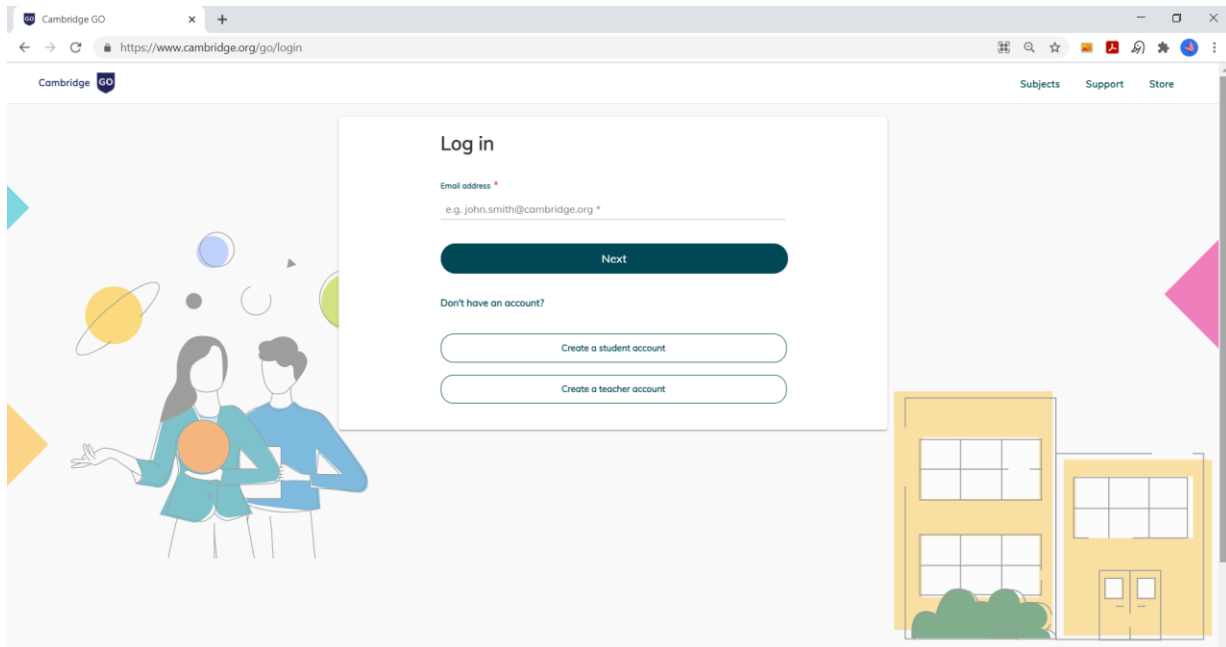 Cambridge GO
https://www.cambridge.org/go/login
Cambridge GO
Subjects Support Store
Log in
Email address *
e.g. john.smith@cambridge.org *
Next
Don't have an account?
Create a student account
Create a teacher account